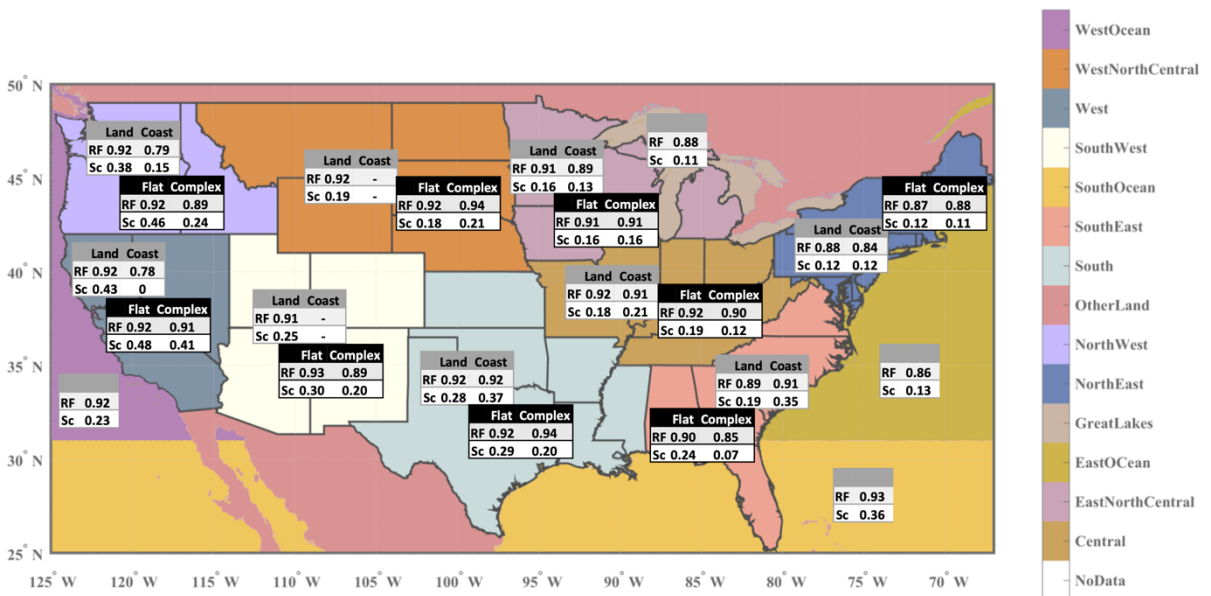 WestOcean
WestNorthCentral
West
SouthWest
SouthOcean
SouthEast
South
OtherLand
NorthWest
NorthEast
GreatLakes
EastOCean
EastNorthCentral
Central
NoData
50° N
45° N
40° N
35° N
30° N
25° N
125° W
120° W
115° W
110° W
105° W
100° W
95° W
90° W
85° W
80° W
75° W
70° W
Land Coast
RF 0.92 0.79
Sc 0.38 0.15
Flat Complex
RF 0.92 0.89
Sc 0.46 0.24
Land Coast
RF 0.92 -
Sc 0.19 -
Flat Complex
RF 0.92 0.94
Sc 0.18 0.21
Land Coast
RF 0.91 0.89
Sc 0.16 0.13
Flat Complex
RF 0.91 0.91
Sc 0.16 0.16
RF 0.88
Sc 0.11
Flat Complex
RF 0.87 0.88
Sc 0.12 0.11
Land Coast
RF 0.88 0.84
Sc 0.12 0.12
Land Coast
RF 0.92 0.78
Sc 0.43 0
Flat Complex
RF 0.92 0.91
Sc 0.48 0.41
Land Coast
RF 0.91 -
Sc 0.25 -
Flat Complex
RF 0.93 0.89
Sc 0.30 0.20
Land Coast
RF 0.92 0.91
Sc 0.18 0.21
Flat Complex
RF 0.92 0.90
Sc 0.19 0.12
Land Coast
RF 0.92 0.92
Sc 0.28 0.37
Flat Complex
RF 0.92 0.94
Sc 0.29 0.20
Land Coast
RF 0.89 0.91
Sc 0.19 0.35
Flat Complex
RF 0.90 0.85
Sc 0.24 0.07
RF 0.86
Sc 0.13
RF 0.92
Sc 0.23
RF 0.93
Sc 0.36